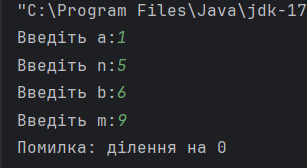 "C:\Program Files\Java\jdk-17
Введіть a:1
Введіть n:5
Введіть b:6
Введіть m:9
Помилка: ділення на 0